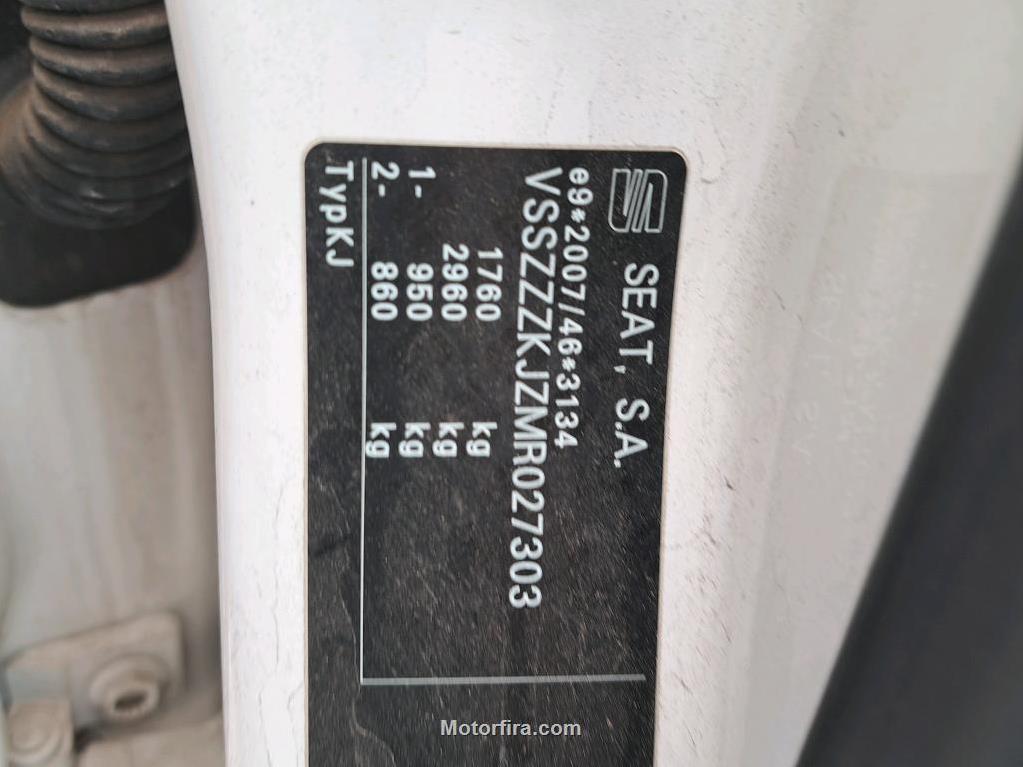 SEAT, S.A.
e9*2007/46*3134
VSSZZZKJZMR027303
1760 kg
2960 kg
1- 950 kg
2- 860 kg
TypKJ
Motorfira.com